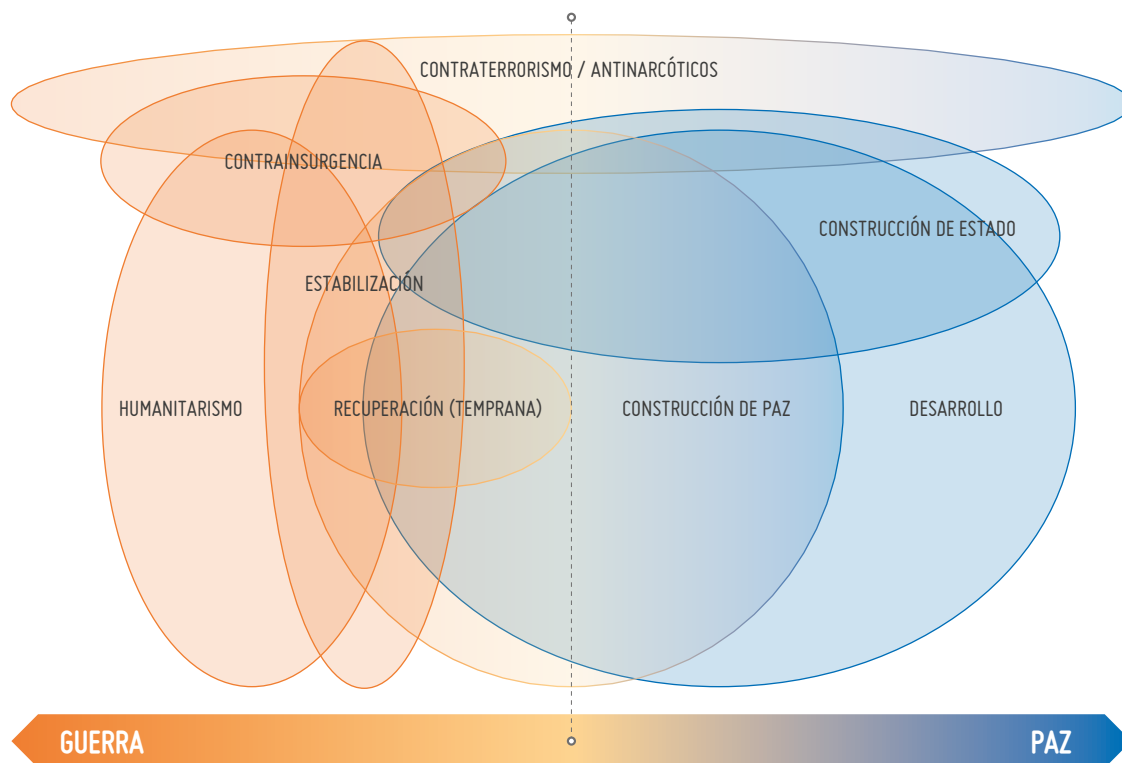 CONTRATERRORISMO / ANTINARCÓTICOS
CONTRAINSURGENCIA
CONSTRUCCIÓN DE ESTADO
ESTABILIZACIÓN
HUMANITARISMO
RECUPERACIÓN (TEMPRANA)
CONSTRUCCIÓN DE PAZ
DESARROLLO
GUERRA
PAZ